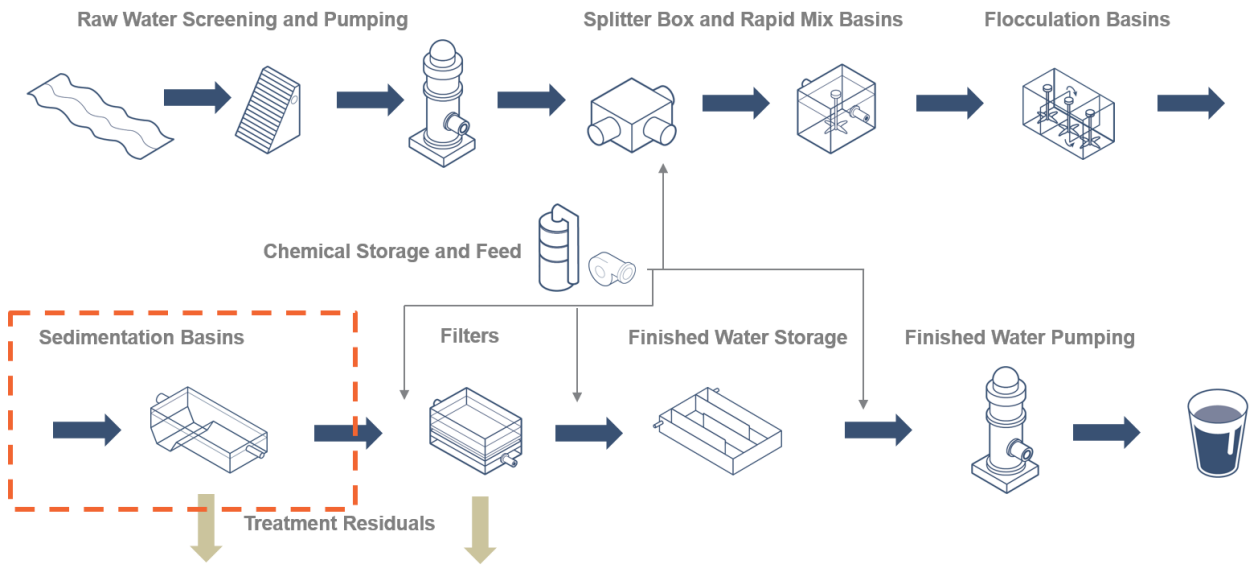 Raw Water Screening and Pumping
Splitter Box and Rapid Mix Basins
Flocculation Basins
Chemical Storage and Feed
Sedimentation Basins
Filters
Finished Water Storage
Finished Water Pumping
Treatment Residuals